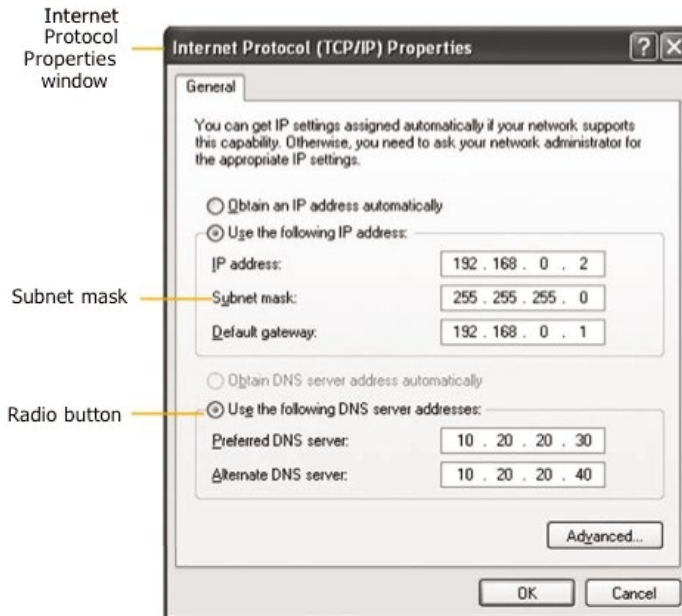 Internet
Protocol
Properties
window
Internet Protocol (TCP/IP) Properties
General
You can get IP settings assigned automatically if your network supports
this capability. Otherwise, you need to ask your network administrator for
the appropriate IP settings.
Obtain an IP address automatically
Use the following IP address:
IP address: 192 . 168 . 0 . 2
Subnet mask
Subnet mask: 255 . 255 . 255 . 0
Default gateway: 192 . 168 . 0 . 1
Obtain DNS server address automatically
Radio button
Use the following DNS server addresses:
Preferred DNS server: 10 . 20 . 20 . 30
Alternate DNS server: 10 . 20 . 20 . 40
Advanced...
OK Cancel